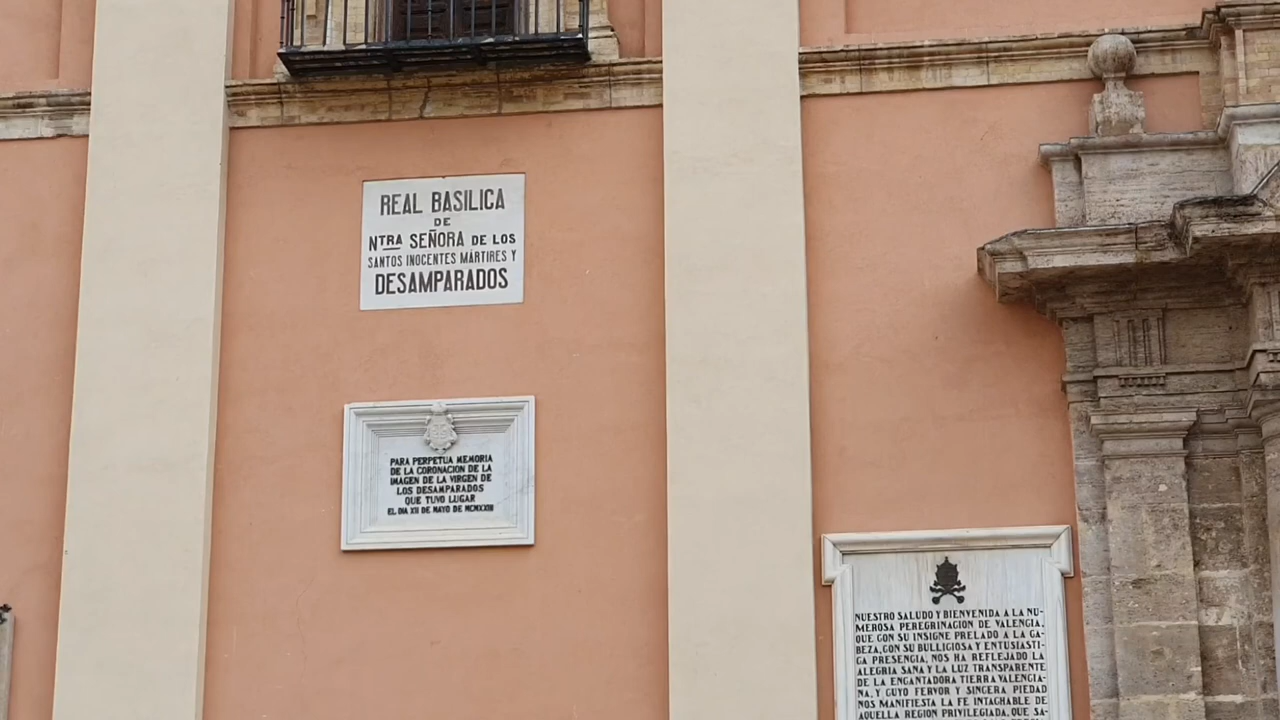 REAL BASILICA
DE
NTRA SEÑORA DE LOS
SANTOS INOCENTES MÁRTIRES Y
DESAMPARADOS
PARA PERPETUA MEMORIA
DE LA CORONACION DE LA
IMAGEN DE LA VIRGEN DE
LOS DESAMPARADOS
QUE TUVO LUGAR
EL DIA XII DE MAYO DE MCMXXIII
NUESTRO SALUDO Y BIENVENIDA A LA NU-
MEROSA PEREGRINACION DE VALENCIA,
QUE CON SU INSIGNE PRELADO A LA CA-
BEZA, CON SU BULLICIOSA Y ENTUSIASTI-
CA PRESENCIA, NOS HA REFLEJADO LA
ALEGRIA SANA Y LA LUZ TRANSPARENTE
DE LA ENCANTADORA TIERRA VALENCIA-
NA, Y CUYO FERVOR Y SINCERA PIEDAD
NOS MANIFIESTA LA FE INTACHABLE DE
AQUELLA REGION PRIVILEGIADA, QUE SA-